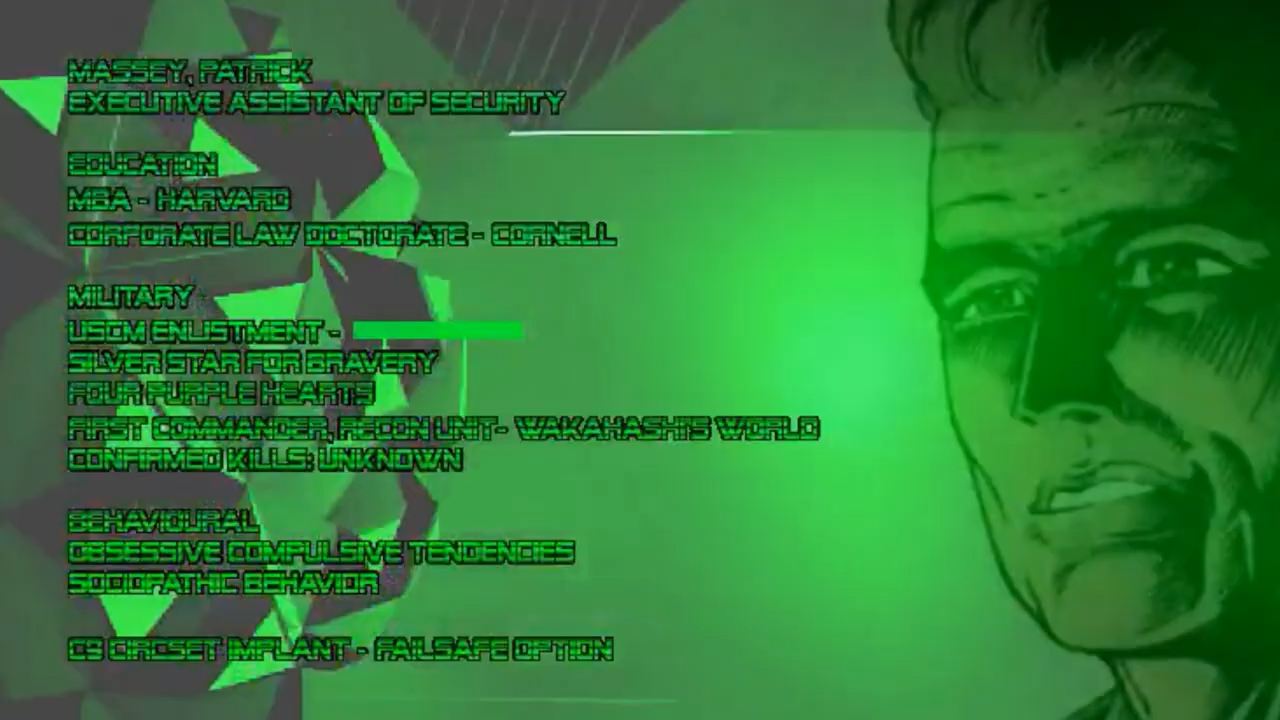 MASSEY, PATRICK
EXECUTIVE ASSISTANT OF SECURITY
EDUCATION
MBA - HARVARD
CORPORATE LAW DOCTORATE - CORNELL
MILITARY
USCM ENLISTMENT -
SILVER STAR FOR BRAVERY
FOUR PURPLE HEARTS
FIRST COMMANDER, RECON UNIT- WAKAHASHI'S WORLD
CONFIRMED KILLS: UNKNOWN
BEHAVIOURAL
OBSESSIVE COMPULSIVE TENDENCIES
SOCIOPATHIC BEHAVIOR
IMPLANT - FAILSAFE OPTION